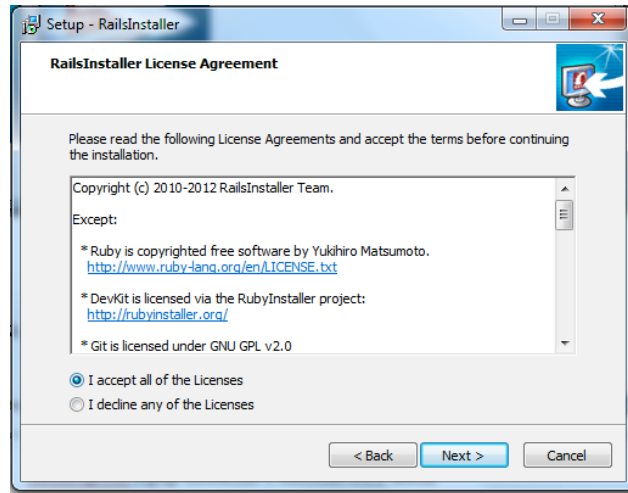 Setup - RailsInstaller
RailsInstaller License Agreement
Please read the following License Agreements and accept the terms before continuing
the installation.
Copyright (c) 2010-2012 RailsInstaller Team.
Except:
* Ruby is copyrighted free software by Yukihiro Matsumoto.
http://www.ruby-lang.org/en/LICENSE.txt
* DevKit is licensed via the RubyInstaller project:
http://rubyinstaller.org/
* Git is licensed under GNU GPL v2.0
I accept all of the Licenses
I decline any of the Licenses
< Back Next > Cancel